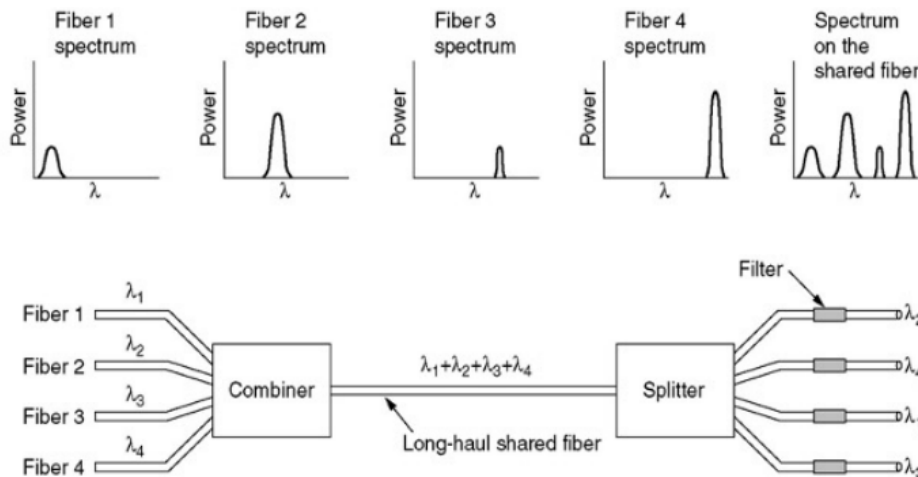 Fiber 1
spectrum
Fiber 2
spectrum
Fiber 3
spectrum
Fiber 4
spectrum
Spectrum
on the
shared fiber
Power
Power
Power
Power
Power
λ
λ
λ
λ
λ
Filter
Fiber 1
λ₁
Fiber 2
λ₂
Fiber 3
λ₃
Fiber 4
λ₄
Combiner
λ₁+λ₂+λ₃+λ₄
Long-haul shared fiber
Splitter
λ₂
λ
λ
λ